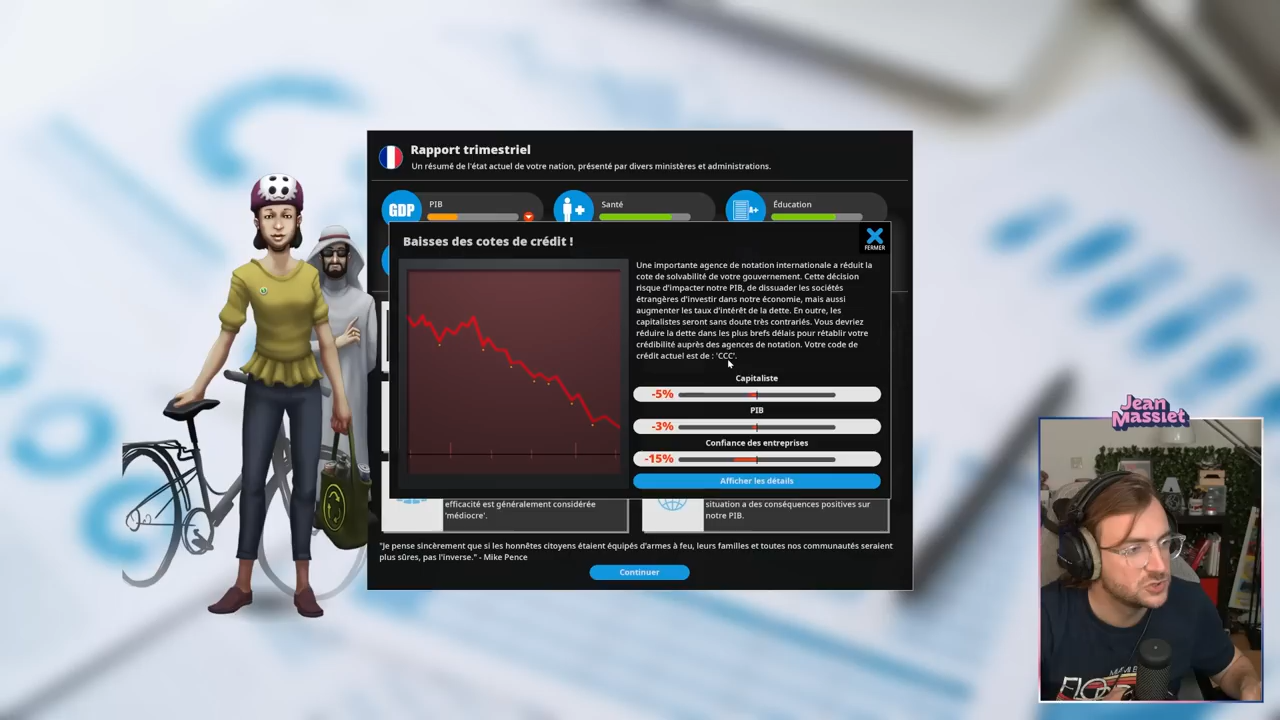 Rapport trimestriel
Un résumé de l'état actuel de votre nation, présenté par divers ministères et administrations.
GDP
PIB
Santé
Éducation
Baisses des cotes de crédit !
FERMER
Une importante agence de notation internationale a réduit la
cote de solvabilité de votre gouvernement. Cette décision
risque d'impacter notre PIB, de dissuader les sociétés
étrangères d'investir dans notre économie, mais aussi
augmenter les taux d'intérêt de la dette. En outre, les
capitalistes seront sans doute très contrariés. Vous devriez
réduire la dette dans les plus brefs délais pour rétablir votre
crédibilité auprès des agences de notation. Votre code de
crédit actuel est de : 'CCC'.
Capitaliste
-5%
PIB
-3%
Confiance des entreprises
-15%
Afficher les détails
efficacité est généralement considérée
'médiocre'.
situation a des conséquences positives sur
notre PIB.
"Je pense sincèrement que si les honnêtes citoyens étaient équipés d'armes à feu, leurs familles et toutes nos communautés seraient
plus sûres, pas l'inverse." - Mike Pence
Continuer
Jean
Massiet